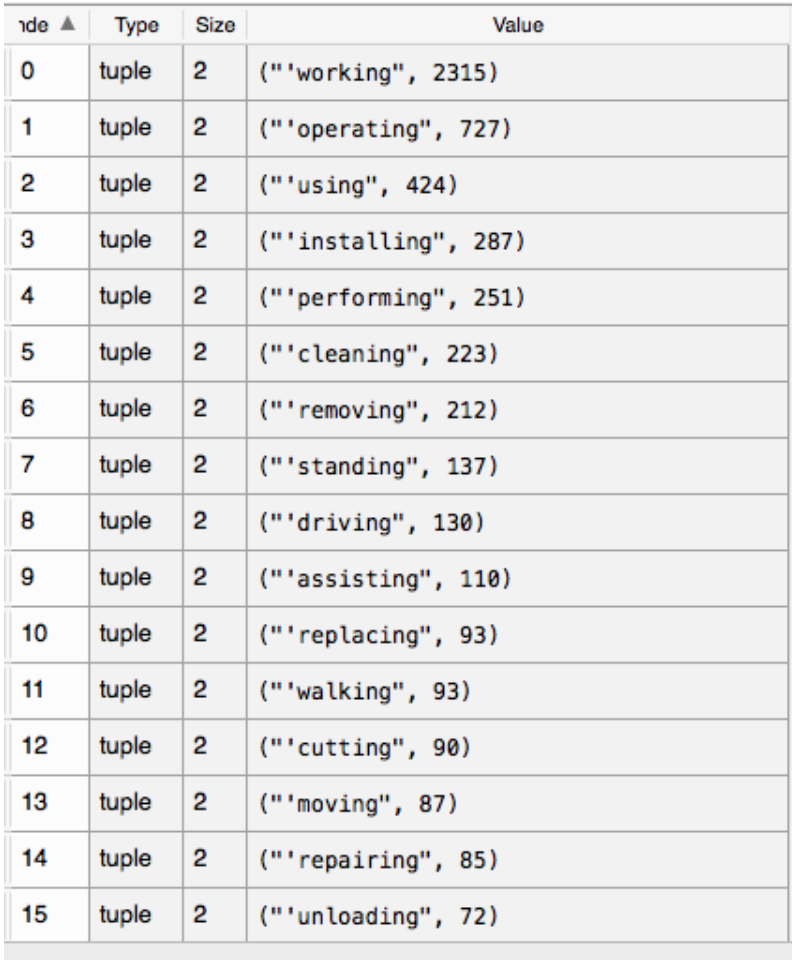 nde ▲ Type Size Value
0 tuple 2 ("'working", 2315)
1 tuple 2 ("'operating", 727)
2 tuple 2 ("'using", 424)
3 tuple 2 ("'installing", 287)
4 tuple 2 ("'performing", 251)
5 tuple 2 ("'cleaning", 223)
6 tuple 2 ("'removing", 212)
7 tuple 2 ("'standing", 137)
8 tuple 2 ("'driving", 130)
9 tuple 2 ("'assisting", 110)
10 tuple 2 ("'replacing", 93)
11 tuple 2 ("'walking", 93)
12 tuple 2 ("'cutting", 90)
13 tuple 2 ("'moving", 87)
14 tuple 2 ("'repairing", 85)
15 tuple 2 ("'unloading", 72)